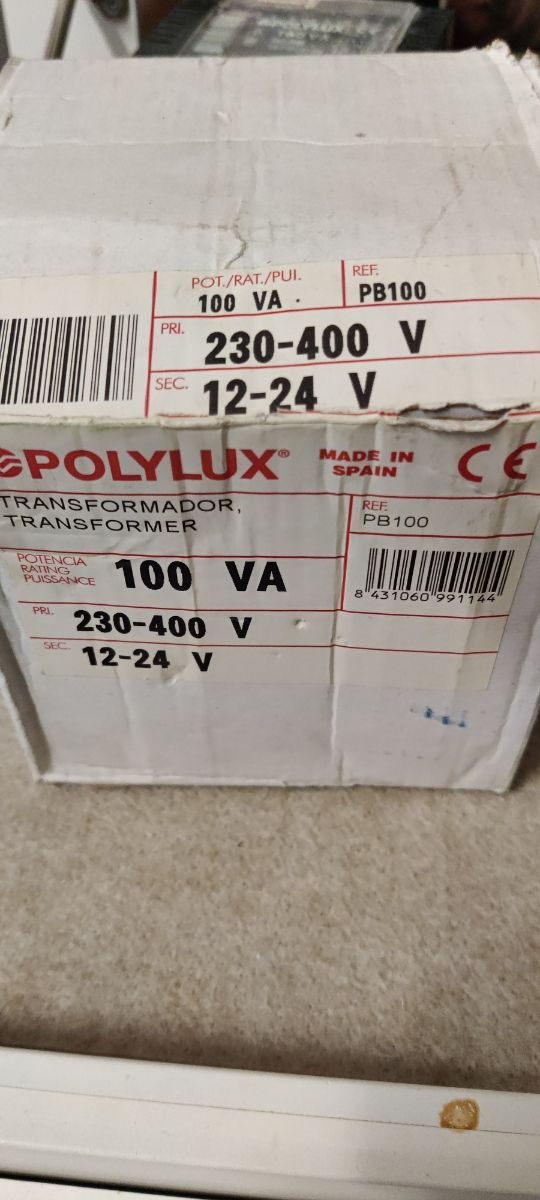 POT./RAT./PUI.
100 VA
REF.
PB100
PRI.
230-400 V
SEC.
12-24 V
POLYLUX®
MADE IN
SPAIN
CE
TRANSFORMADOR,
TRANSFORMER
REF.
PB100
POTENCIA
RATING
PUISSANCE
100 VA
8 431060 991144
PRI.
230-400 V
SEC.
12-24 V